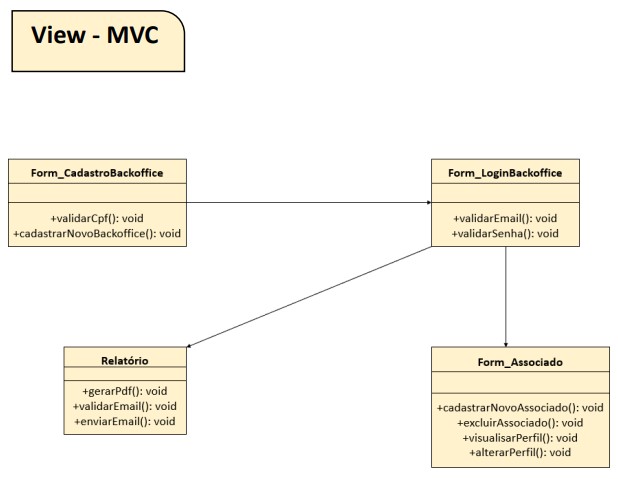 View - MVC
Form_CadastroBackoffice
+validarCpf(): void
+cadastrarNovoBackoffice(): void
Form_LoginBackoffice
+validarEmail(): void
+validarSenha(): void
Relatório
+gerarPdf(): void
+validarEmail(): void
+enviarEmail(): void
Form_Associado
+cadastrarNovoAssociado(): void
+excluirAssociado(): void
+visualisarPerfil(): void
+alterarPerfil(): void